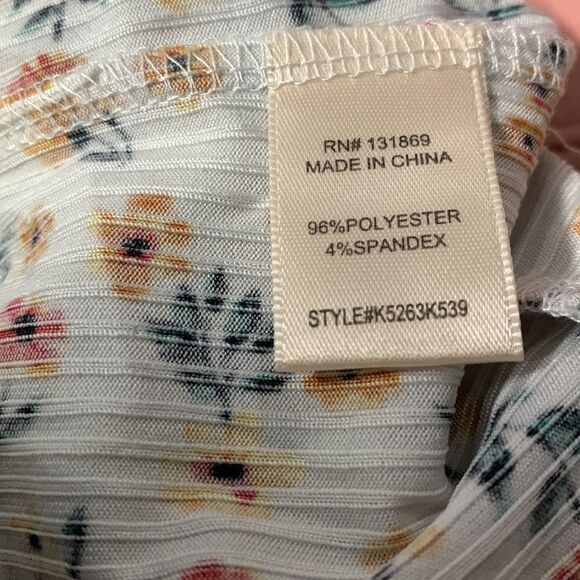 RN# 131869
MADE IN CHINA
96%POLYESTER
4%SPANDEX
STYLE#K5263K539